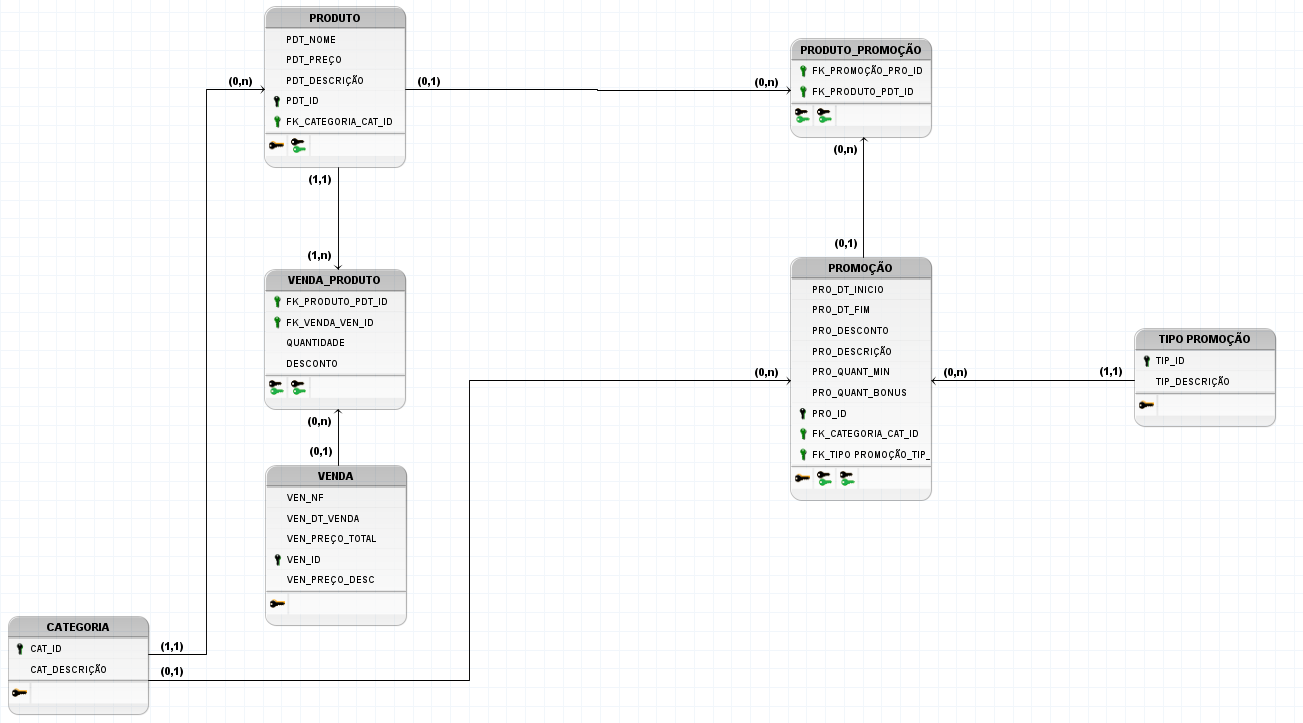 PRODUTO
PDT_NOME
PDT_PREÇO
PDT_DESCRIÇÃO
PDT_ID
FK_CATEGORIA_CAT_ID
(0,n)
(0,1)
(0,n)
PRODUTO_PROMOÇÃO
FK_PROMOÇÃO_PRO_ID
FK_PRODUTO_PDT_ID
(1,1)
(0,n)
(1,n)
(0,1)
VENDA_PRODUTO
FK_PRODUTO_PDT_ID
FK_VENDA_VEN_ID
QUANTIDADE
DESCONTO
PROMOÇÃO
PRO_DT_INICIO
PRO_DT_FIM
PRO_DESCONTO
PRO_DESCRIÇÃO
PRO_QUANT_MIN
PRO_QUANT_BONUS
PRO_ID
FK_CATEGORIA_CAT_ID
FK_TIPO PROMOÇÃO_TIP_
(0,n)
(0,n)
(1,1)
TIPO PROMOÇÃO
TIP_ID
TIP_DESCRIÇÃO
(0,n)
(0,1)
VENDA
VEN_NF
VEN_DT_VENDA
VEN_PREÇO_TOTAL
VEN_ID
VEN_PREÇO_DESC
CATEGORIA
CAT_ID
CAT_DESCRIÇÃO
(1,1)
(0,1)